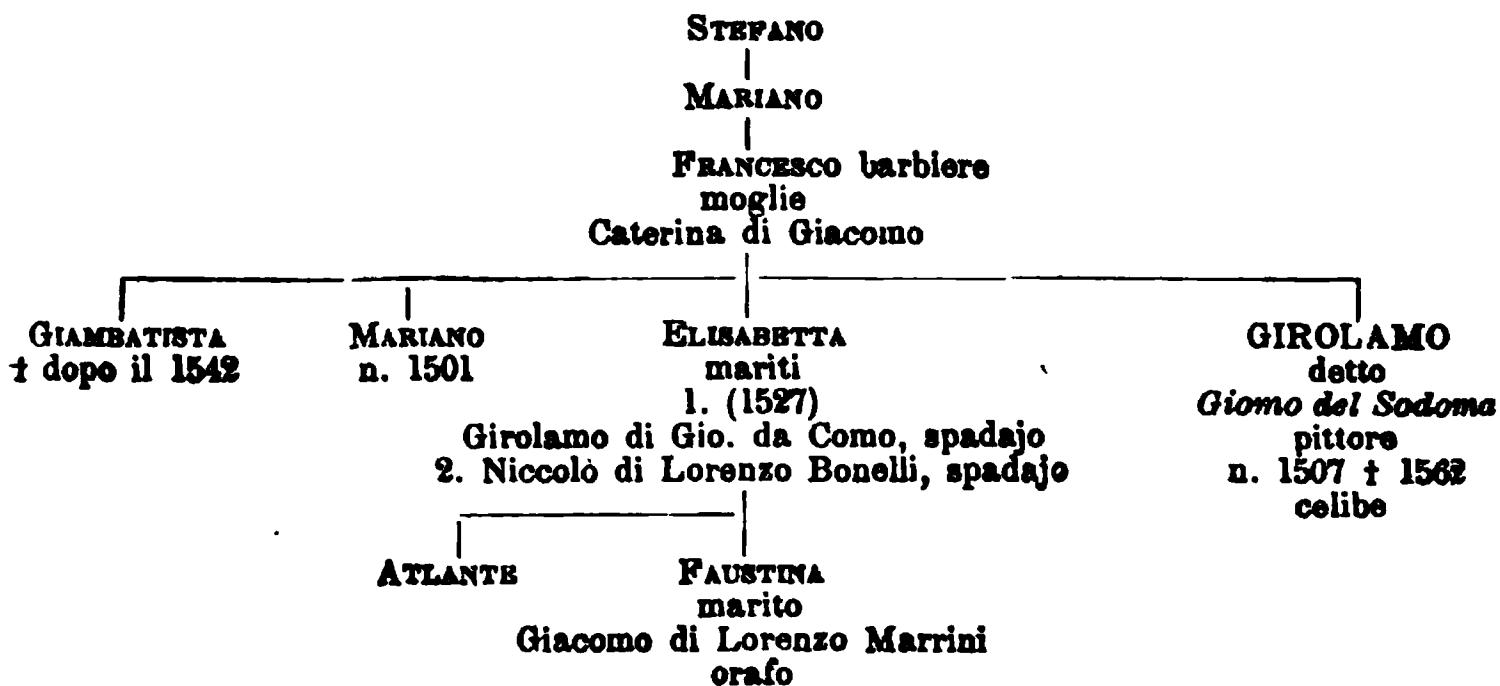 STEFANO
MARIANO
FRANCESCO barbiere
moglie
Caterina di Giacomo
GIAMBATISTA
† dopo il 1542
MARIANO
n. 1501
ELISABETTA
mariti
1. (1527)
Girolamo di Gio. da Como, spadajo
2. Niccolò di Lorenzo Bonelli, spadajo
GIROLAMO
detto
Giomo del Sodoma
pittore
n. 1507 † 1562
celibe
ATLANTE
FAUSTINA
marito
Giacomo di Lorenzo Marrini
orafo